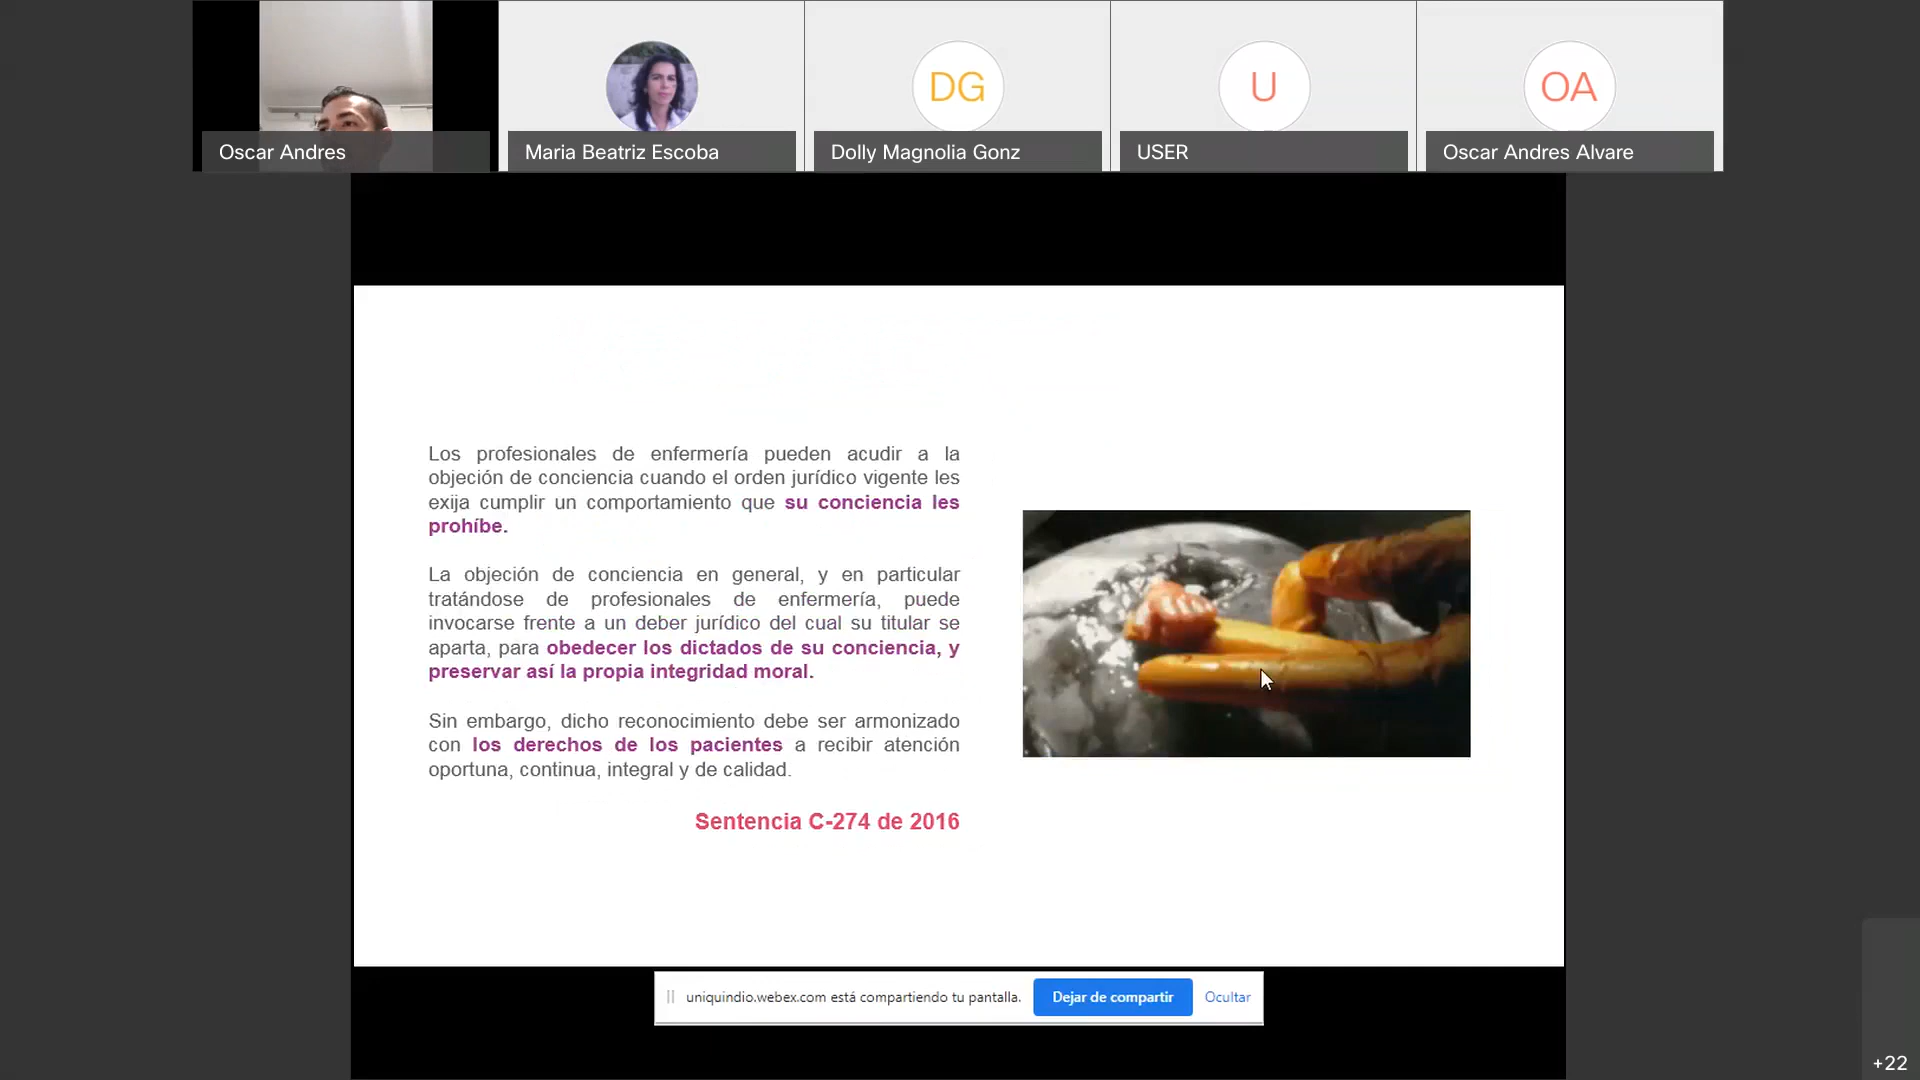 DG
U
OA
Oscar Andres
Maria Beatriz Escoba
Dolly Magnolia Gonz
USER
Oscar Andres Alvare
Los profesionales de enfermería pueden acudir a la
objeción de conciencia cuando el orden jurídico vigente les
exija cumplir un comportamiento que su conciencia les
prohíbe.
La objeción de conciencia en general, y en particular
tratándose de profesionales de enfermería, puede
invocarse frente a un deber jurídico del cual su titular se
aparta, para obedecer los dictados de su conciencia, y
preservar así la propia integridad moral.
Sin embargo, dicho reconocimiento debe ser armonizado
con los derechos de los pacientes a recibir atención
oportuna, continua, integral y de calidad.
Sentencia C-274 de 2016
uniquindio.webex.com está compartiendo tu pantalla.
Dejar de compartir
Ocultar
+22